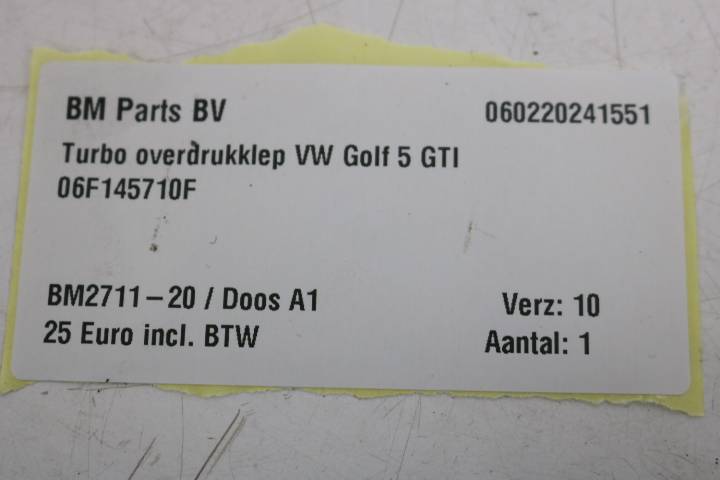 BM Parts BV 060220241551
Turbo overdrukklep VW Golf 5 GTI
06F145710F
BM2711-20 / Doos A1 Verz: 10
25 Euro incl. BTW Aantal: 1